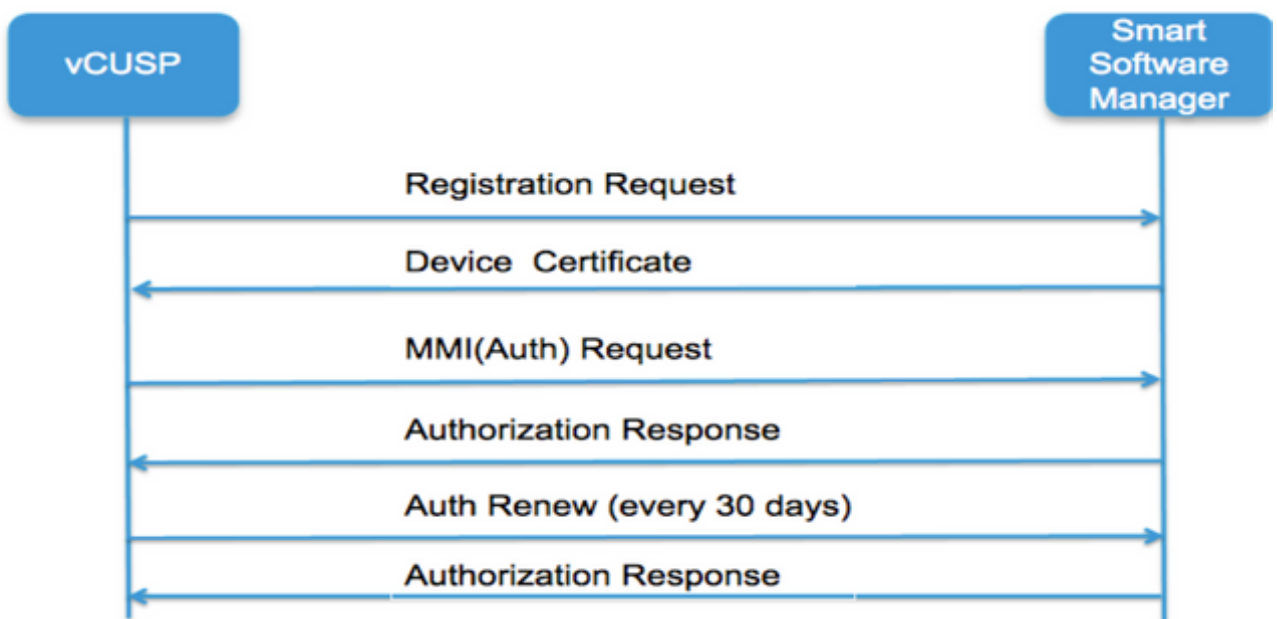 vCUSP
Smart
Software
Manager
Registration Request
Device Certificate
MMI(Auth) Request
Authorization Response
Auth Renew (every 30 days)
Authorization Response